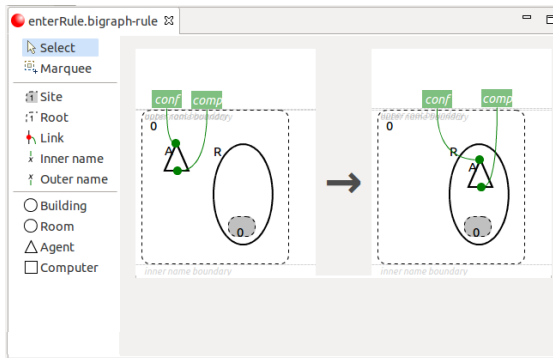 enterRule.bigraph-rule
Select
Marquee
Site
Root
Link
Inner name
Outer name
Building
Room
Agent
Computer
conf comp
0
A R
0
inner name boundary
conf comp
0
R
A
0
inner name boundary